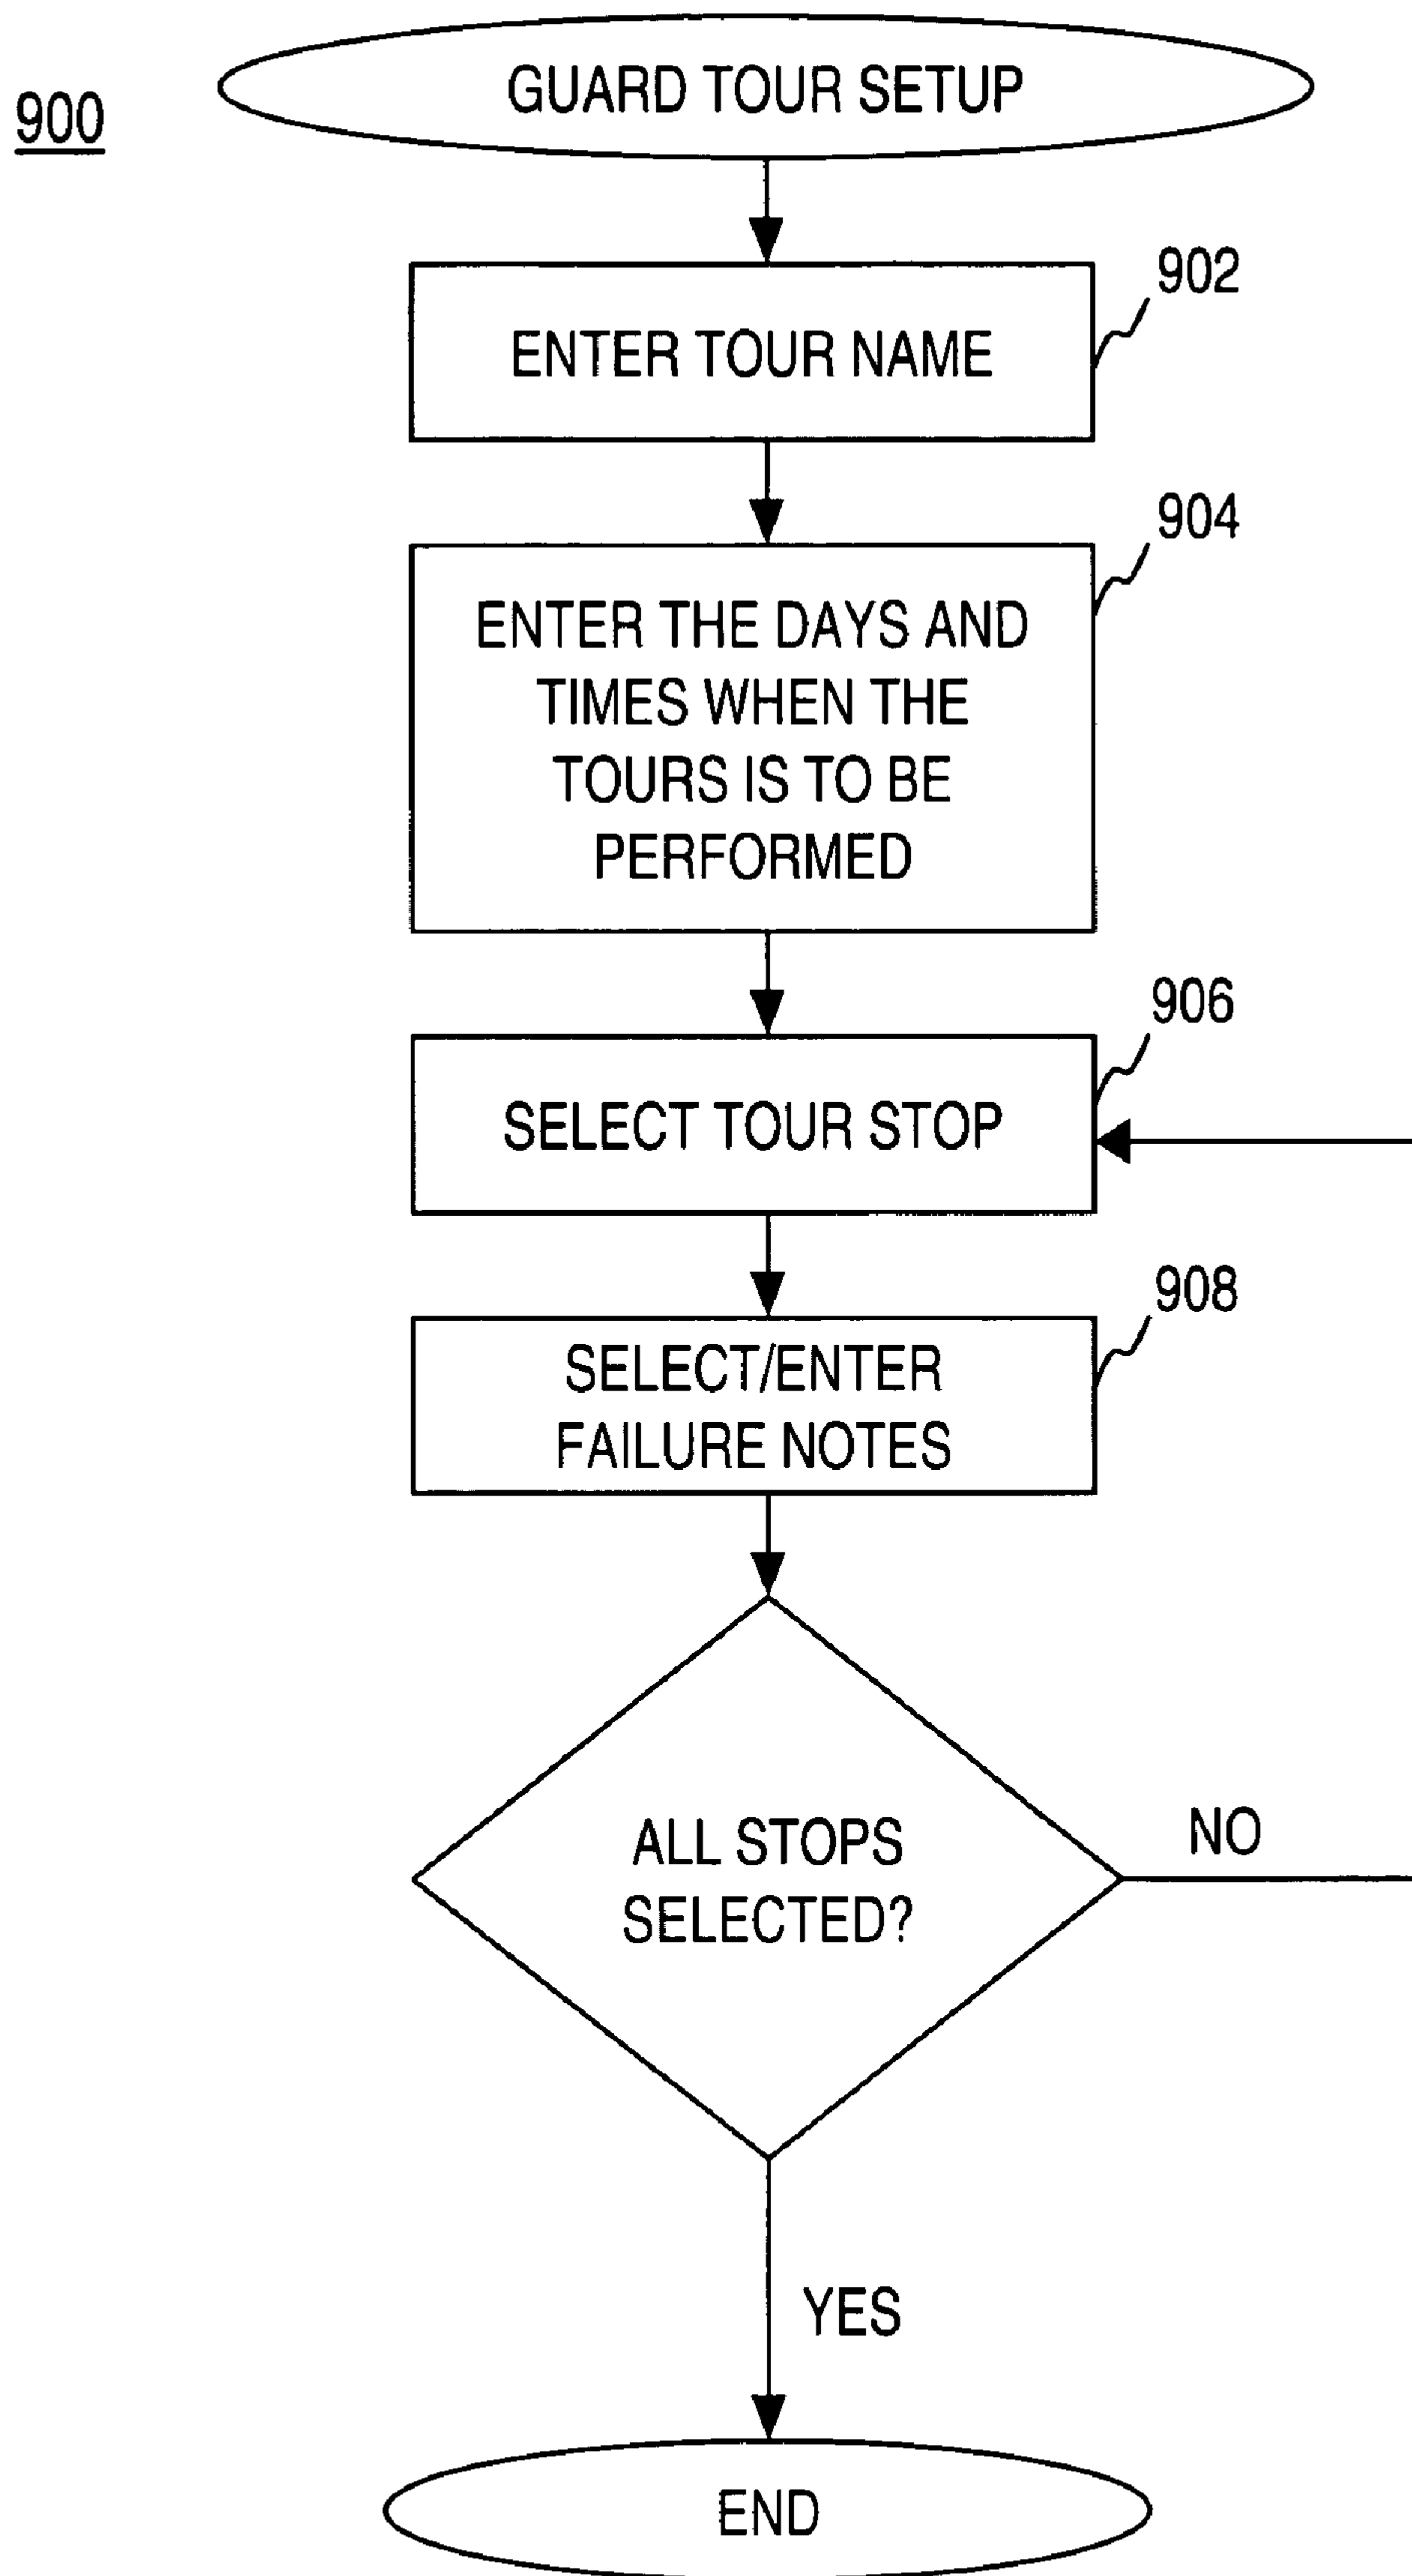 GUARD TOUR SETUP
900
902
ENTER TOUR NAME
904
ENTER THE DAYS AND
TIMES WHEN THE
TOURS IS TO BE
PERFORMED
906
SELECT TOUR STOP
908
SELECT/ENTER
FAILURE NOTES
ALL STOPS
SELECTED?
NO
YES
END